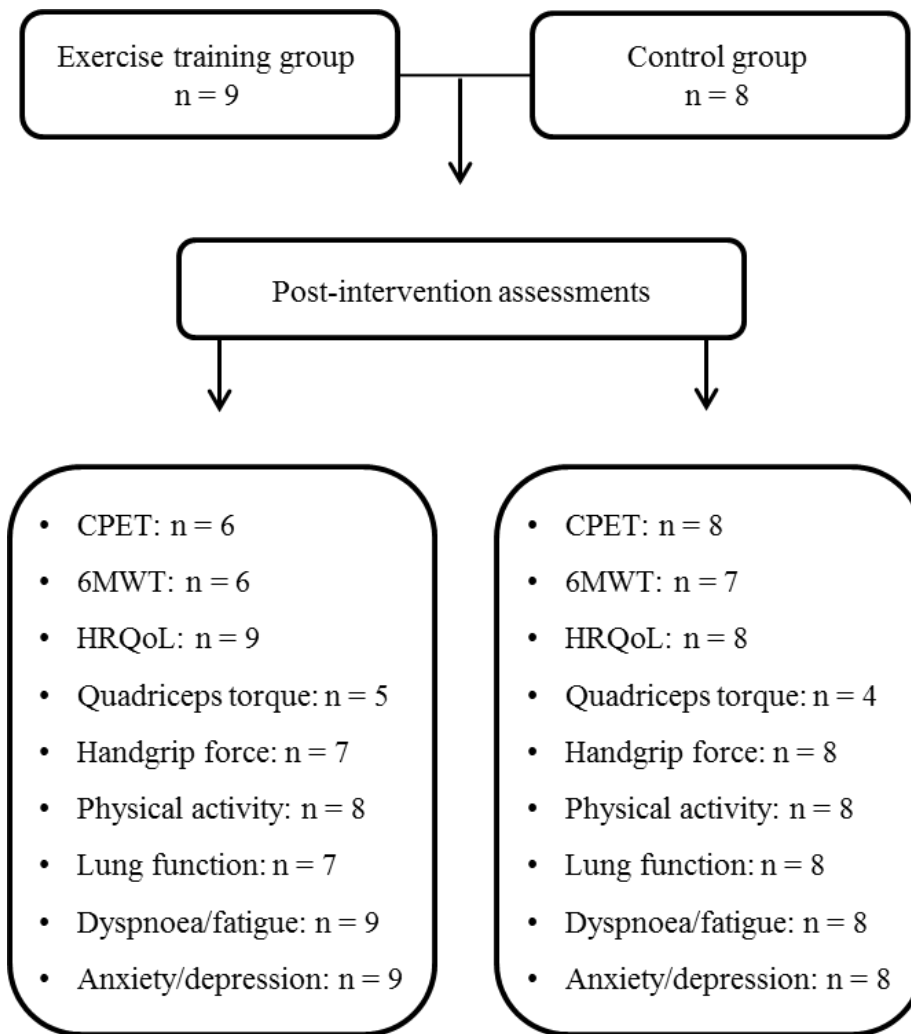 Exercise training group
n = 9
Control group
n = 8
Post-intervention assessments
• CPET: n = 6
• 6MWT: n = 6
• HRQoL: n = 9
• Quadriceps torque: n = 5
• Handgrip force: n = 7
• Physical activity: n = 8
• Lung function: n = 7
• Dyspnoea/fatigue: n = 9
• Anxiety/depression: n = 9
• CPET: n = 8
• 6MWT: n = 7
• HRQoL: n = 8
• Quadriceps torque: n = 4
• Handgrip force: n = 8
• Physical activity: n = 8
• Lung function: n = 8
• Dyspnoea/fatigue: n = 8
• Anxiety/depression: n = 8